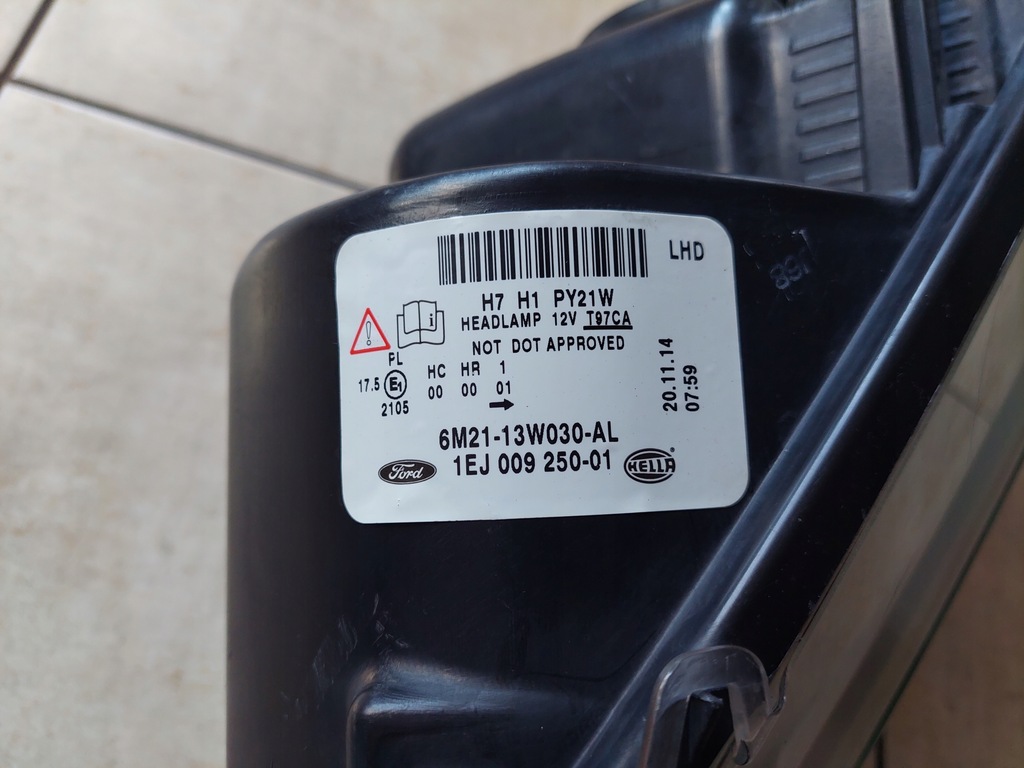 LHD
H7 H1 PY21W
HEADLAMP 12V T97CA
NOT DOT APPROVED
PL
HC HR 1
17.5 E1 00 00 01
2105
20.11.14
07:59
6M21-13W030-AL
Ford 1EJ 009 250-01 HELLA